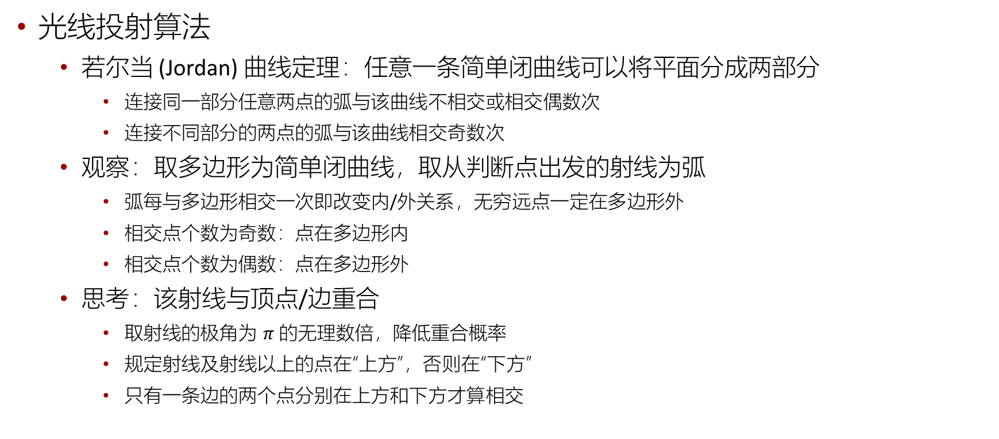 • 光线投射算法
• 若尔当 (Jordan) 曲线定理：任意一条简单闭曲线可以将平面分成两部分
• 连接同一部分任意两点的弧与该曲线不相交或相交偶数次
• 连接不同部分的两点的弧与该曲线相交奇数次
• 观察：取多边形为简单闭曲线，取从判断点出发的射线为弧
• 弧每与多边形相交一次即改变内/外关系，无穷远点一定在多边形外
• 相交点个数为奇数：点在多边形内
• 相交点个数为偶数：点在多边形外
• 思考：该射线与顶点/边重合
• 取射线的极角为 π 的无理数倍，降低重合概率
• 规定射线及射线以上的点在“上方”，否则在“下方”
• 只有一条边的两个点分别在上方和下方才算相交